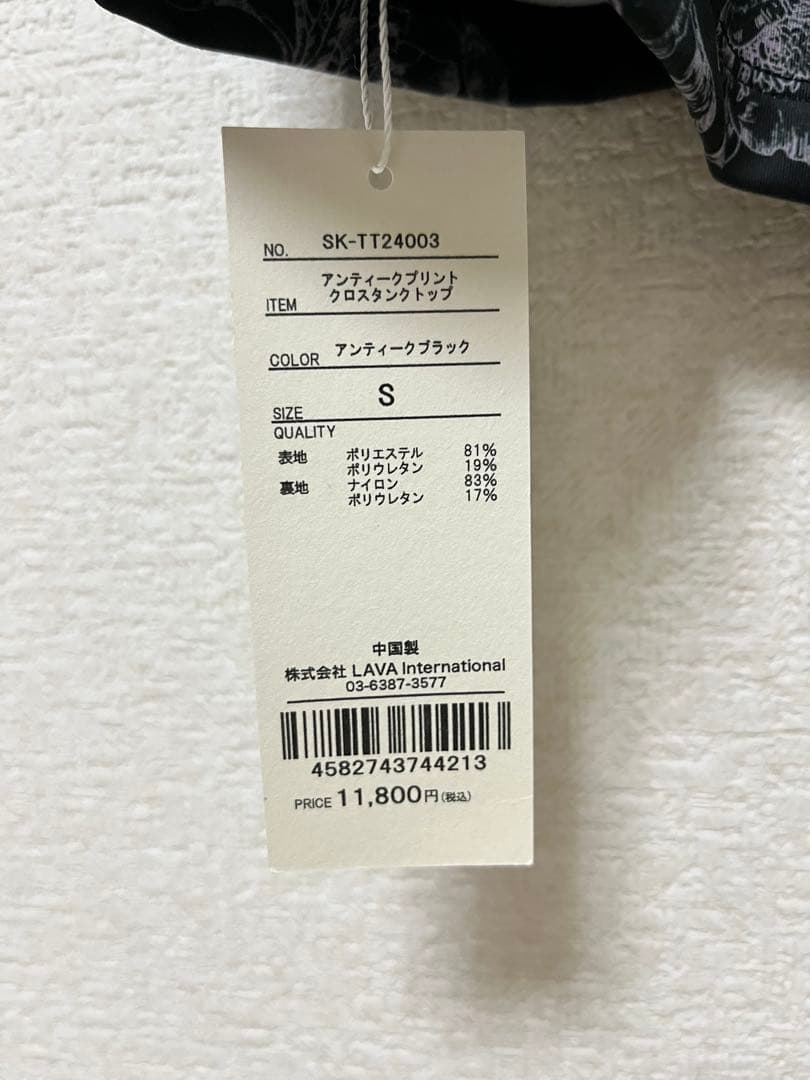 NO. SK-TT24003
アンティークプリント
ITEM クロスタンクトップ
COLOR アンティークブラック
SIZE S
QUALITY
表地 ポリエステル 81%
ポリウレタン 19%
裏地 ナイロン 83%
ポリウレタン 17%
中国製
株式会社 LAVA International
03-6387-3577
4582743744213
PRICE 11,800円(税込)